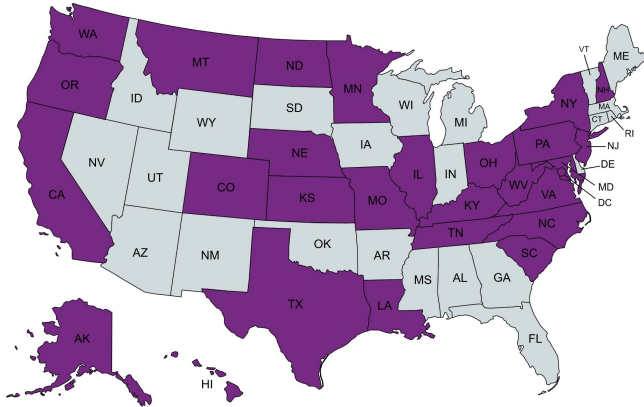 WA
MT
ND
MN
VT
ME
OR
ID
SD
WI
NH
WY
MI
NY
MA
CT
RI
IA
NE
PA
NJ
NV
UT
CO
IL
IN
OH
DE
CA
KS
MO
WV
VA
MD
KY
DC
AZ
NM
OK
TN
NC
AR
SC
MS
AL
GA
TX
LA
AK
FL
HI